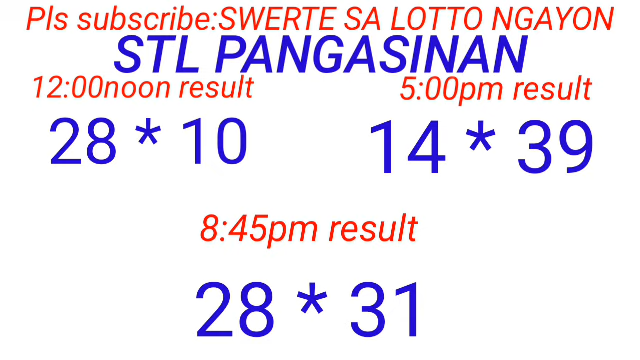 Pls subscribe:SWERTE SA LOTTO NGAYON
STL PANGASINAN
12:00noon result
28 * 10
5:00pm result
14 * 39
8:45pm result
28 * 31